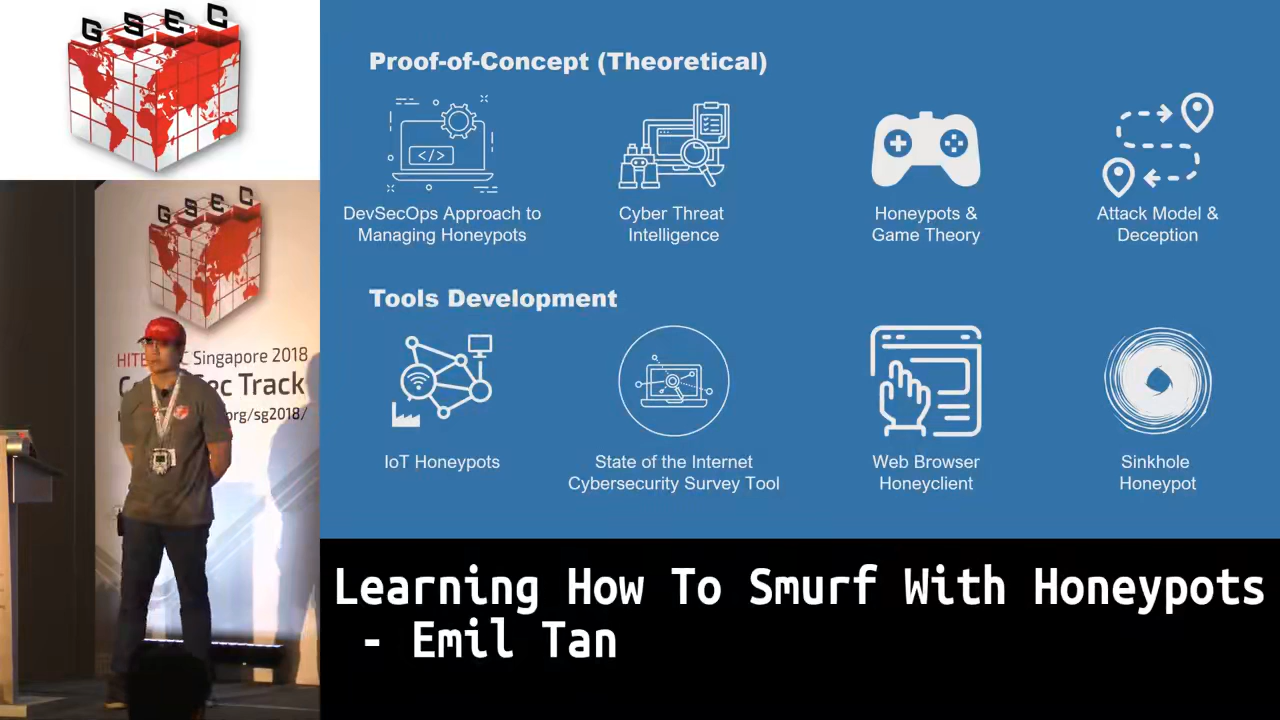 GSEC
Proof-of-Concept (Theoretical)
</>
DevSecOps Approach to
Managing Honeypots
Cyber Threat
Intelligence
Honeypots &
Game Theory
Attack Model &
Deception
Tools Development
IoT Honeypots
State of the Internet
Cybersecurity Survey Tool
Web Browser
Honeyclient
Sinkhole
Honeypot
GSEC
Singapore 2018
Track
org/sg2018/
Learning How To Smurf With Honeypots
- Emil Tan